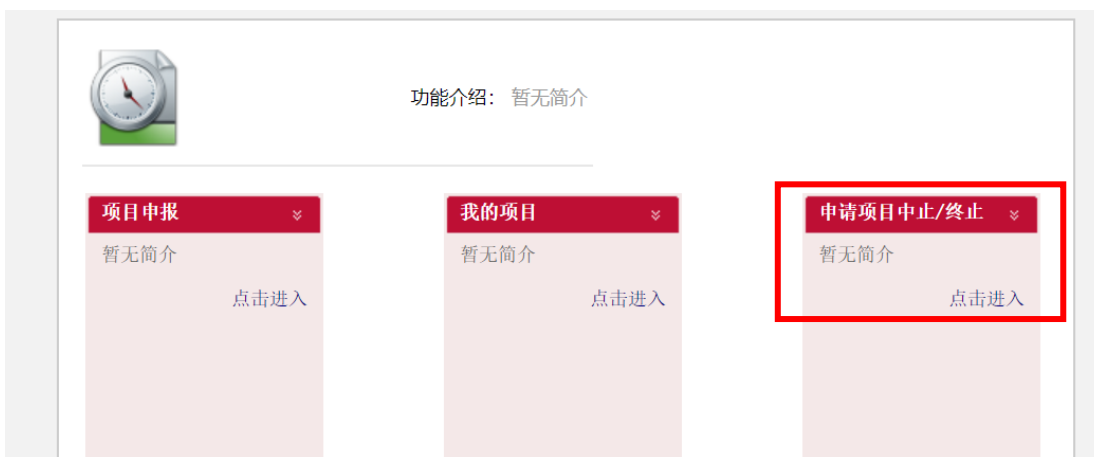 功能介绍： 暂无简介
项目申报
暂无简介
点击进入
我的项目
暂无简介
点击进入
申请项目中止/终止
暂无简介
点击进入